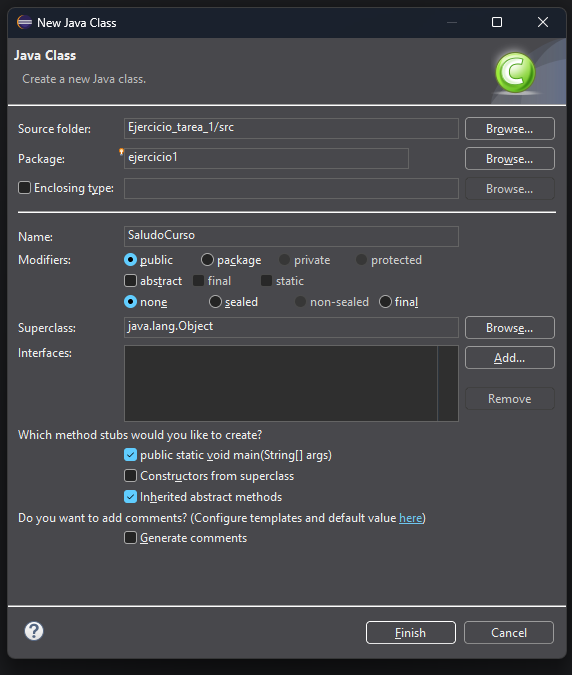 New Java Class
Java Class
Create a new Java class.
Source folder: Ejercicio_tarea_1/src Browse...
Package: ejercicio1 Browse...
Enclosing type: Browse...
Name: SaludoCurso
Modifiers: public package private protected
abstract final static
none sealed non-sealed final
Superclass: java.lang.Object Browse...
Interfaces: Add...
Remove
Which method stubs would you like to create?
public static void main(String[] args)
Constructors from superclass
Inherited abstract methods
Do you want to add comments? (Configure templates and default value here)
Generate comments
? Finish Cancel